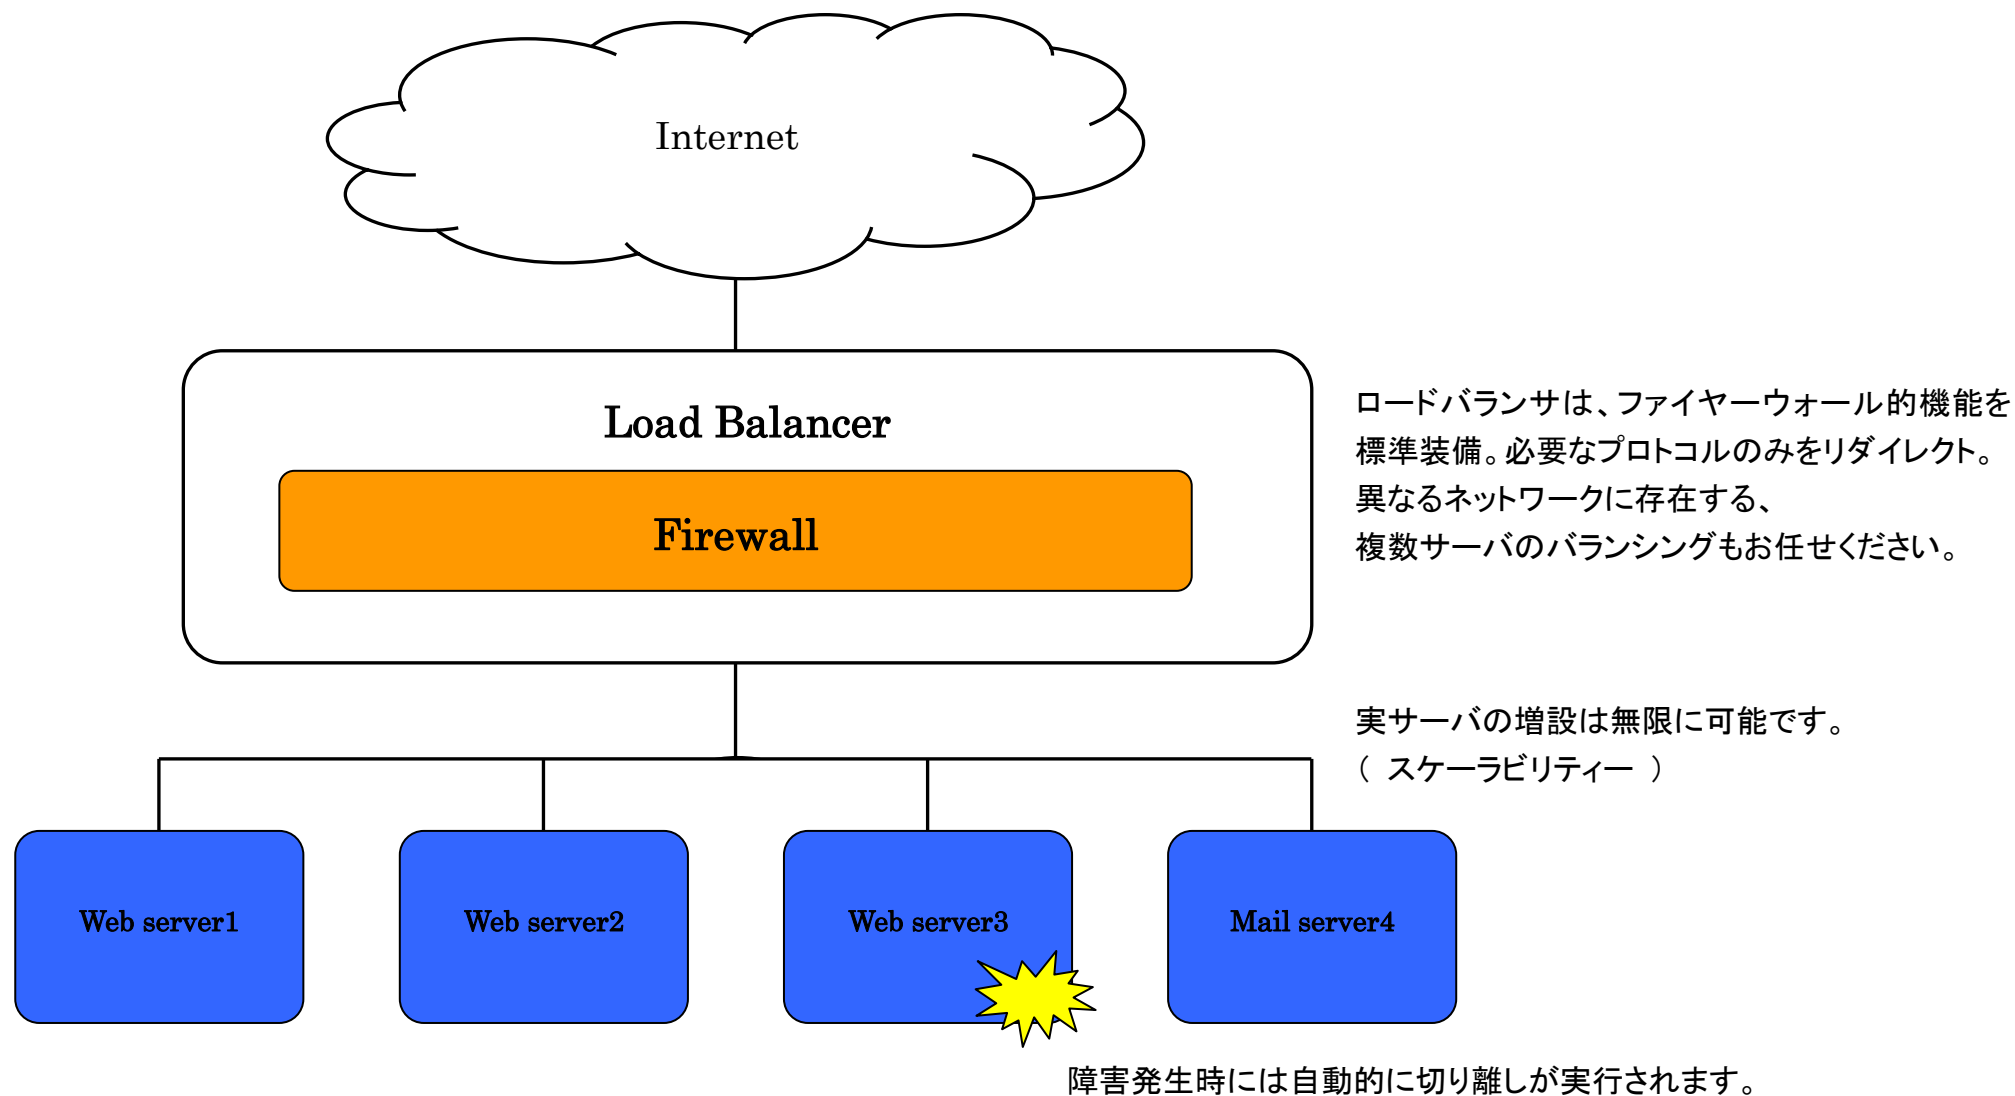 Internet
Load Balancer
Firewall
ロードバランサは、ファイヤーウォール的機能を
標準装備。必要なプロトコルのみをリダイレクト。
異なるネットワークに存在する、
複数サーバのバランシングもお任せください。
実サーバの増設は無限に可能です。
（ スケーラビリティー ）
Web server1
Web server2
Web server3
Mail server4
障害発生時には自動的に切り離しが実行されます。